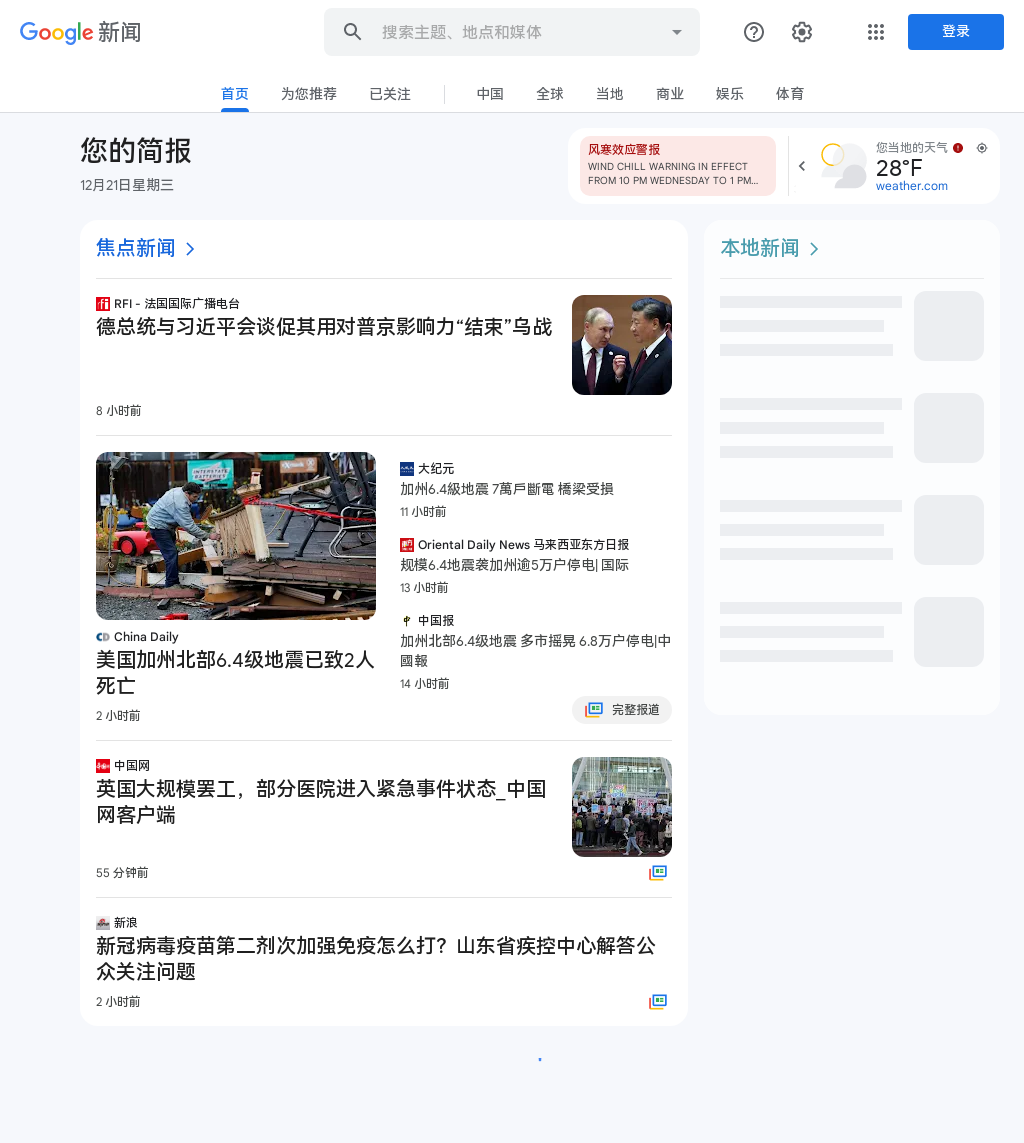 Google 新闻
搜索主题、地点和媒体
登录
首页
为您推荐
已关注
中国
全球
当地
商业
娱乐
体育
您的简报
12月21日星期三
风寒效应警报
WIND CHILL WARNING IN EFFECT
FROM 10 PM WEDNESDAY TO 1 PM…
您当地的天气
28°F
weather.com
焦点新闻
本地新闻
RFI - 法国国际广播电台
德总统与习近平会谈促其用对普京影响力“结束”乌战
8 小时前
China Daily
美国加州北部6.4级地震已致2人
死亡
2 小时前
大纪元
加州6.4級地震 7萬戶斷電 橋梁受損
11 小时前
Oriental Daily News 马来西亚东方日报
规模6.4地震袭加州逾5万户停电| 国际
13 小时前
中国报
加州北部6.4级地震 多市摇晃 6.8万户停电|中
國報
14 小时前
完整报道
中国网
英国大规模罢工，部分医院进入紧急事件状态_中国
网客户端
55 分钟前
新浪
新冠病毒疫苗第二剂次加强免疫怎么打？山东省疾控中心解答公
众关注问题
2 小时前